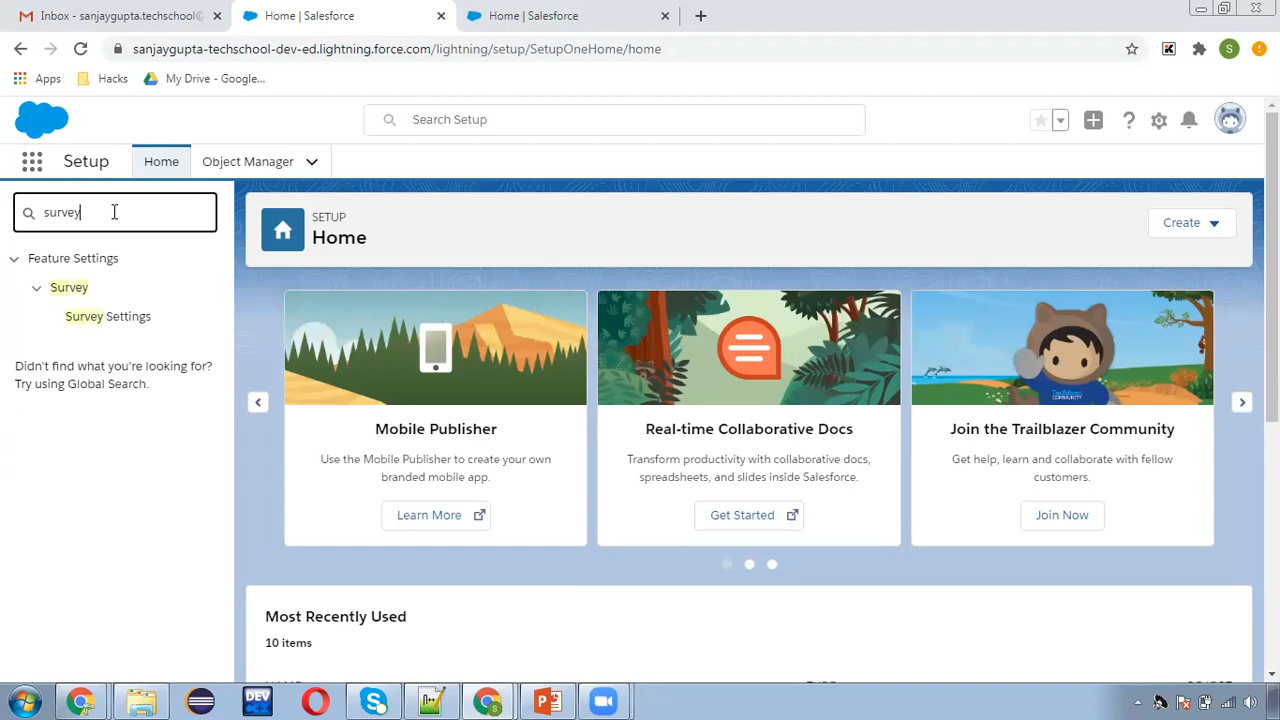 Inbox - sanjaygupta.techschool@
Home | Salesforce
Home | Salesforce
sanjaygupta-techschool-dev-ed.lightning.force.com/lightning/setup/SetupOneHome/home
S
Apps
Hacks
My Drive - Google...
Search Setup
Setup
Home
Object Manager
survey
Feature Settings
Survey
Survey Settings
Didn't find what you're looking for?
Try using Global Search.
SETUP
Home
Create
Mobile Publisher
Use the Mobile Publisher to create your own
branded mobile app.
Learn More
Real-time Collaborative Docs
Transform productivity with collaborative docs,
spreadsheets, and slides inside Salesforce.
Get Started
Join the Trailblazer Community
Get help, learn and collaborate with fellow
customers.
Join Now
Most Recently Used
10 items